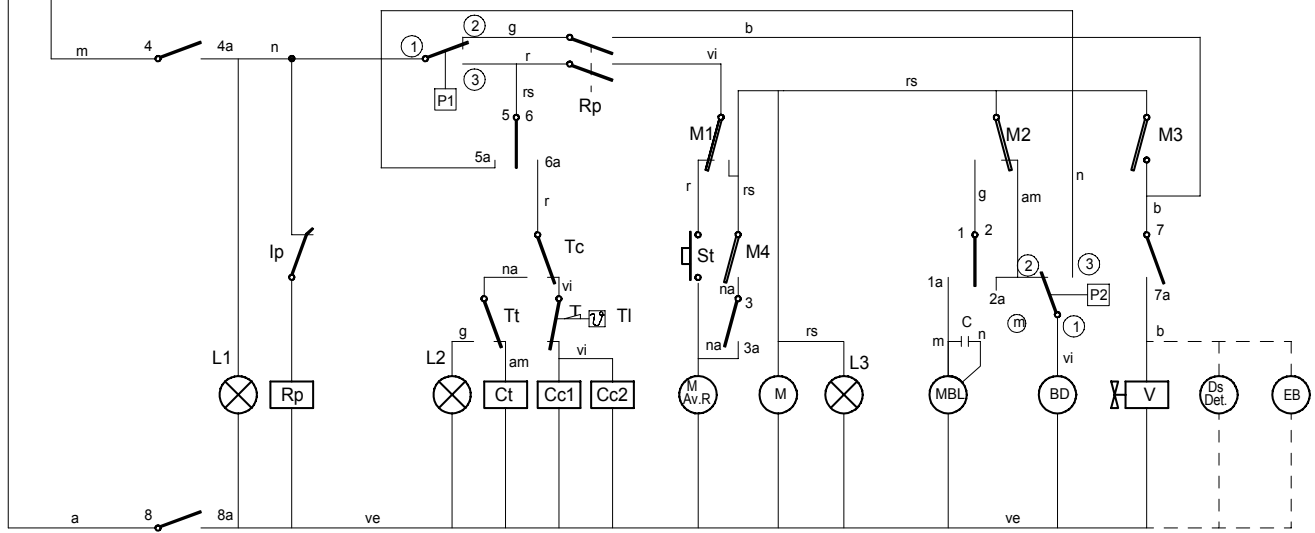 2
g
b
m
4
4a
n
1
r
vi
3
P1
rs
Rp
rs
5 6
M1
M2
M3
5a
6a
n
r
rs
g
am
b
r
1 2
7
Ip
Tc
St
M4
na
vi
na
2
3
1a
2a
P2
7a
3
Tt
Tl
C
m
1
g
am
vi
na
3a
rs
m
n
vi
b
L1
L2
L3
Rp
Ct
Cc1
Cc2
M
Av.R
M
MBL
BD
V
Ds
Det.
EB
a
8
8a
ve
ve